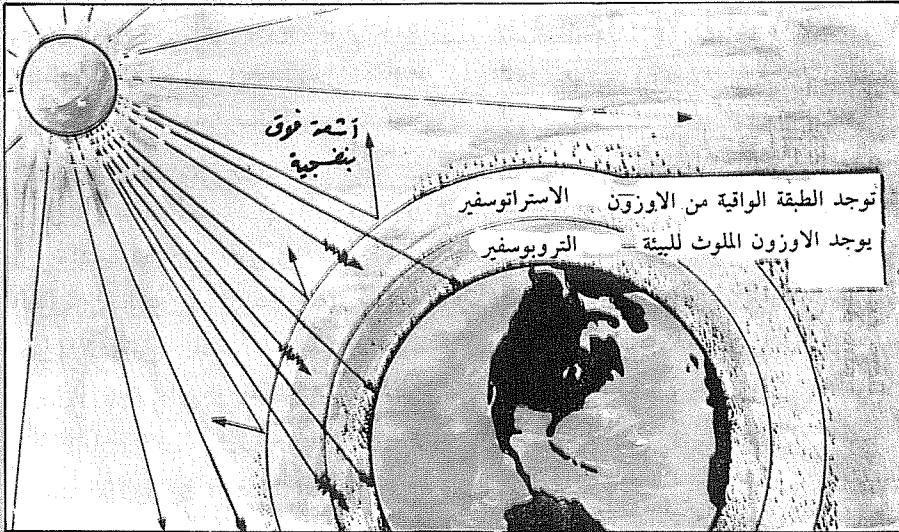 أشعة فوق
بنفسجية
توجد الطبقة الواقية من الاوزون الاستراتوسفير
يوجد الاوزون الملوث للبيئة - التروبوسفير